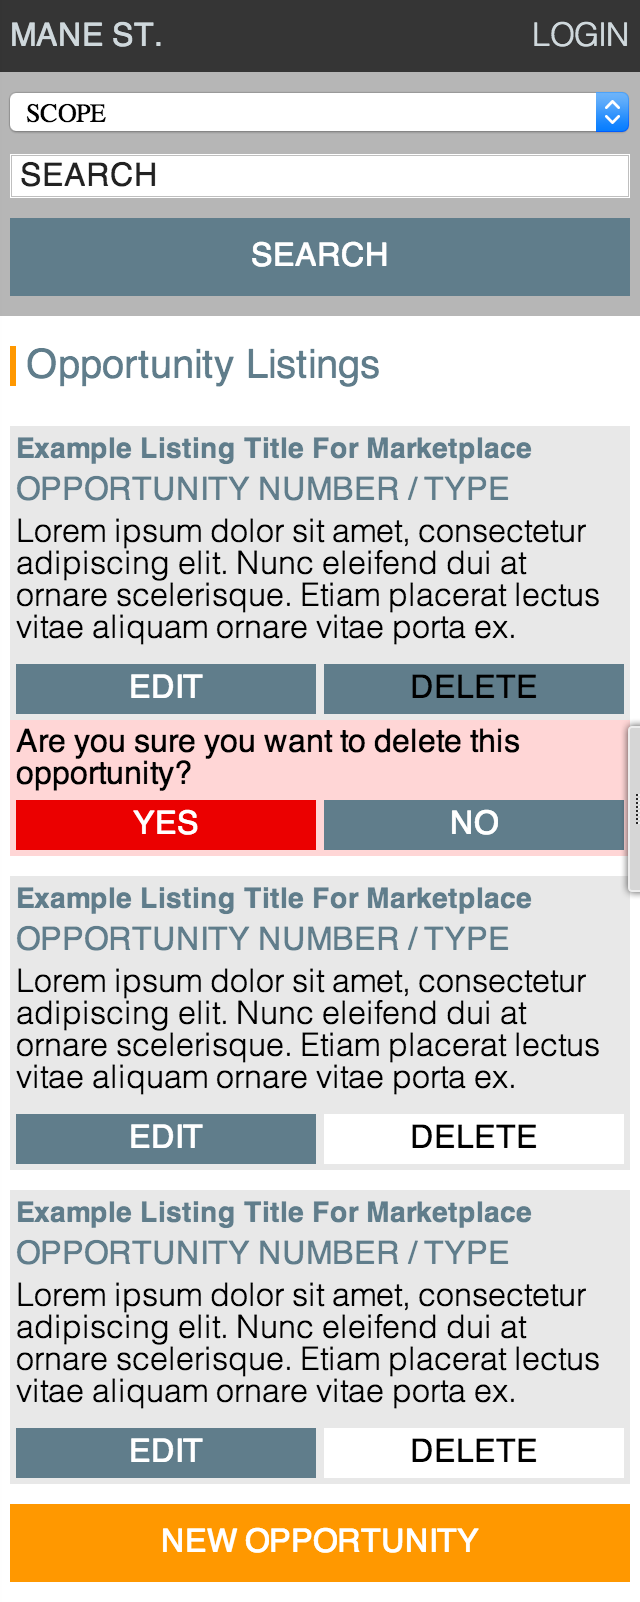 MANE ST.
LOGIN
SCOPE
SEARCH
SEARCH
Opportunity Listings
Example Listing Title For Marketplace
OPPORTUNITY NUMBER / TYPE
Lorem ipsum dolor sit amet, consectetur
adipiscing elit. Nunc eleifend dui at
ornare scelerisque. Etiam placerat lectus
vitae aliquam ornare vitae porta ex.
EDIT
DELETE
Are you sure you want to delete this
opportunity?
YES
NO
Example Listing Title For Marketplace
OPPORTUNITY NUMBER / TYPE
Lorem ipsum dolor sit amet, consectetur
adipiscing elit. Nunc eleifend dui at
ornare scelerisque. Etiam placerat lectus
vitae aliquam ornare vitae porta ex.
EDIT
DELETE
Example Listing Title For Marketplace
OPPORTUNITY NUMBER / TYPE
Lorem ipsum dolor sit amet, consectetur
adipiscing elit. Nunc eleifend dui at
ornare scelerisque. Etiam placerat lectus
vitae aliquam ornare vitae porta ex.
EDIT
DELETE
NEW OPPORTUNITY